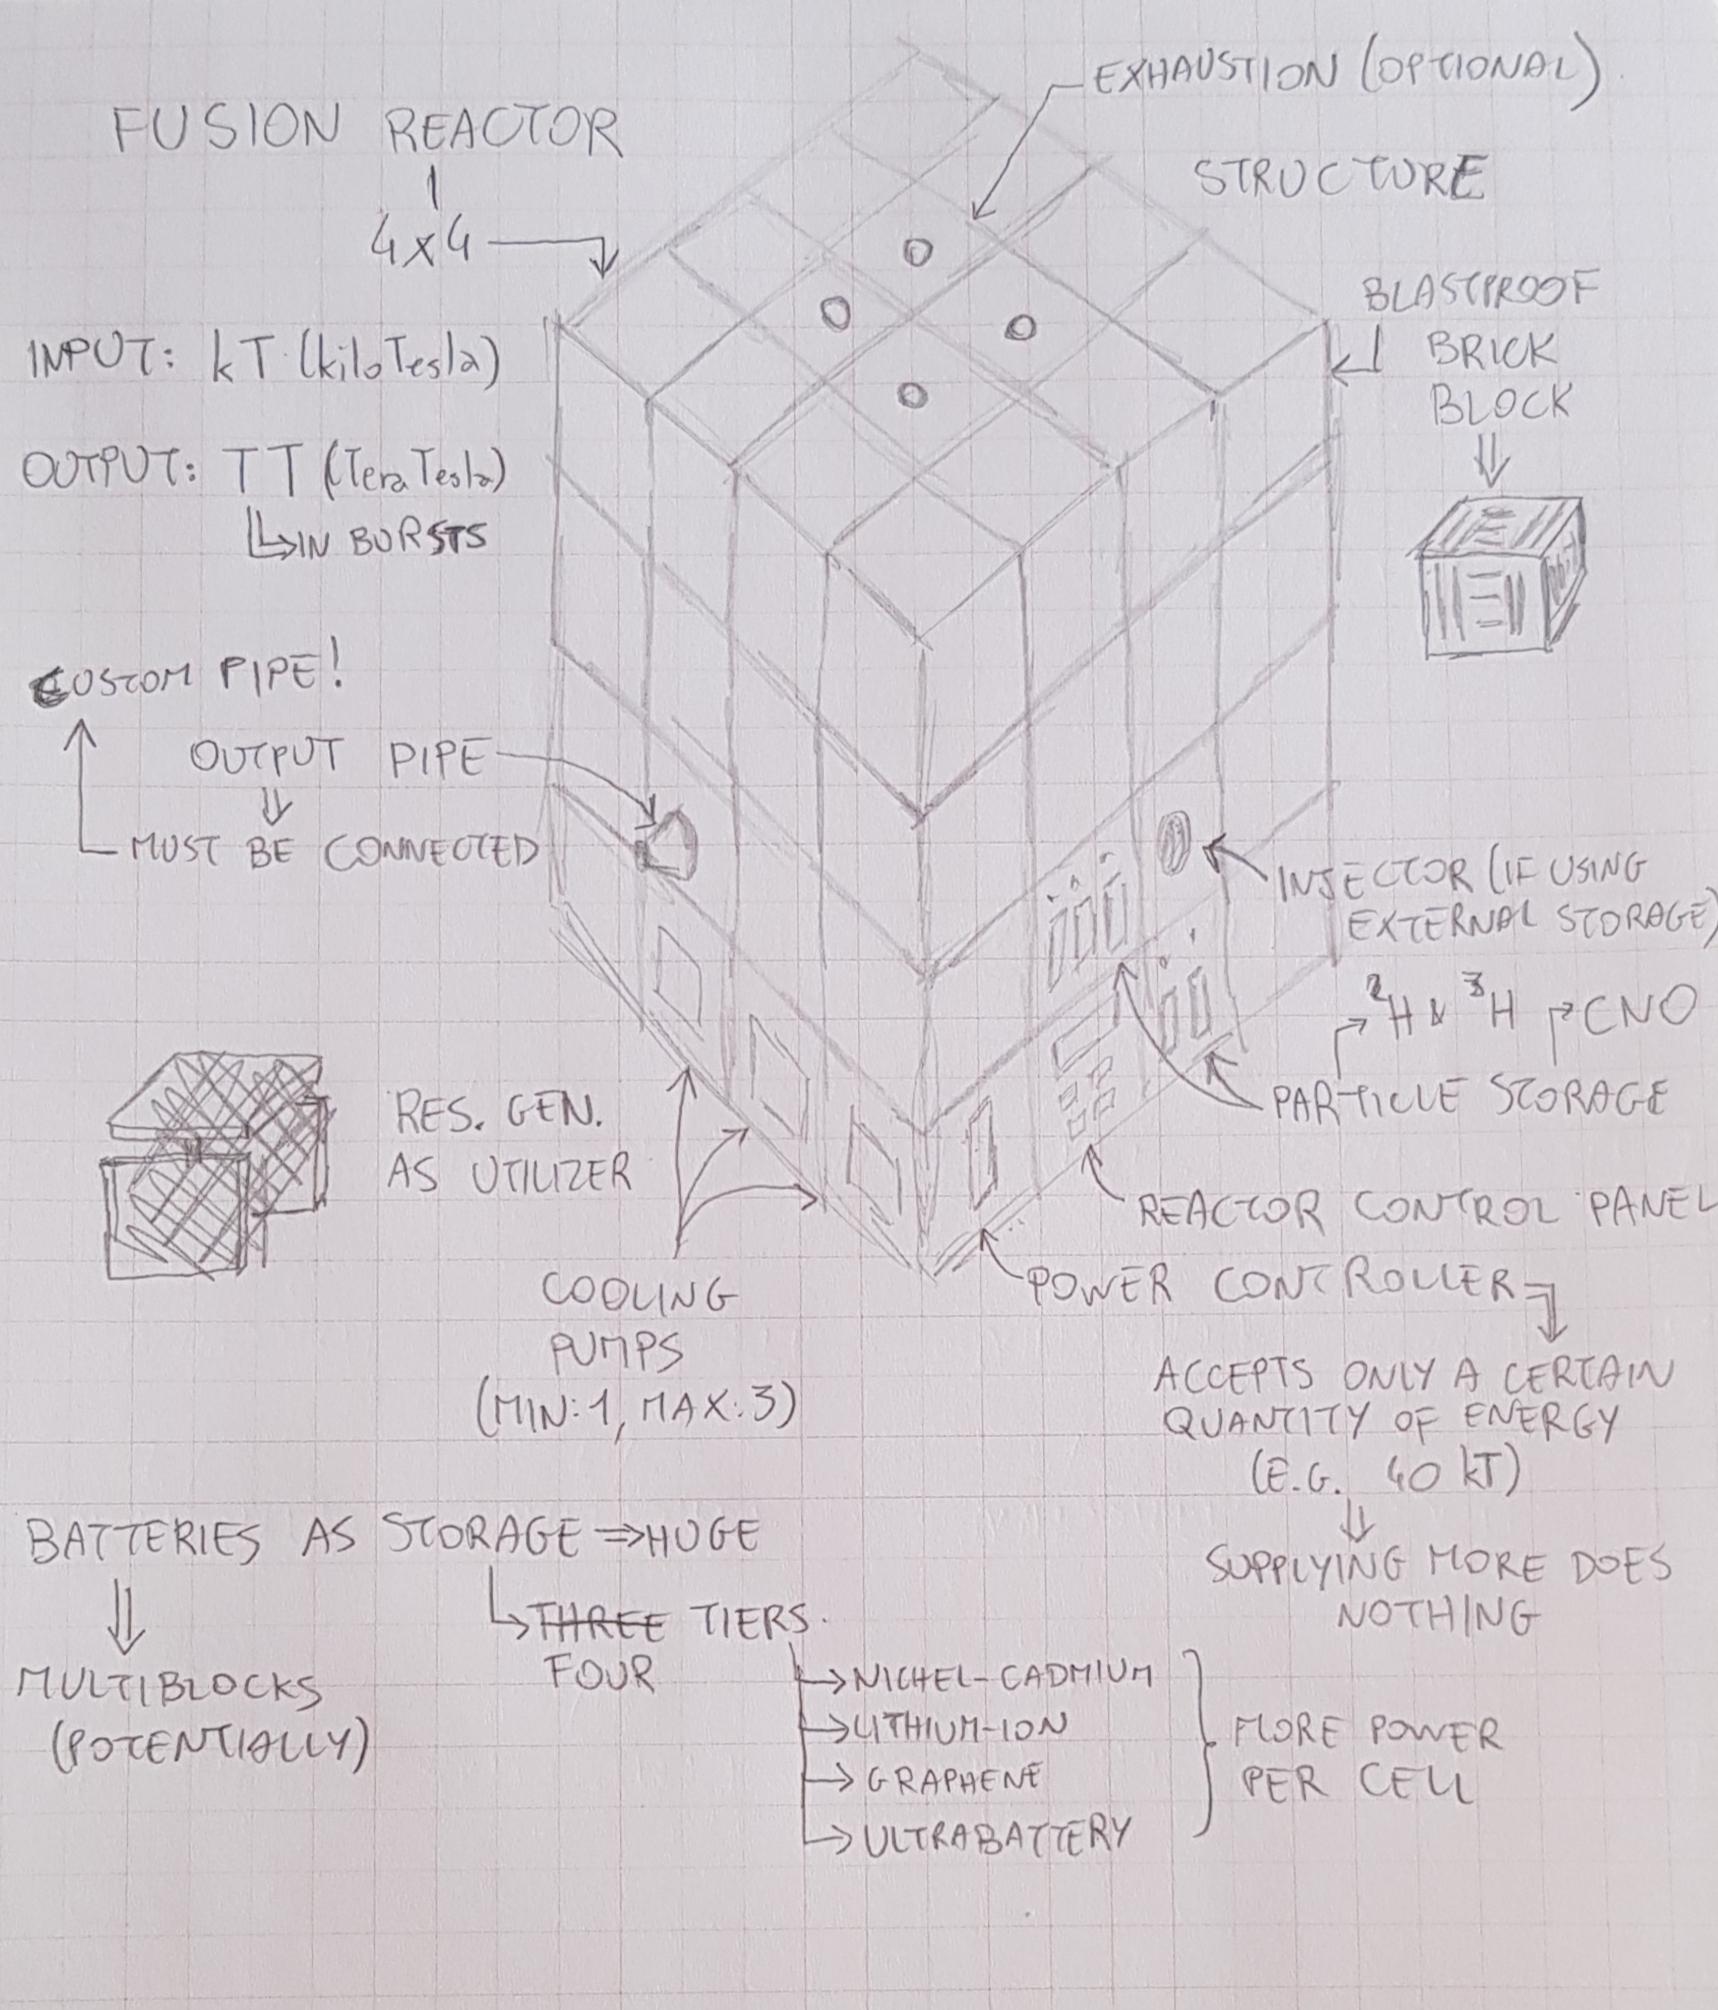 EXHAUSTION (OPTIONAL)
FUSION REACTOR
4x4
STRUCTURE
BLASTPROOF
BRICK
BLOCK
INPUT: kT (kiloTesla)
OUTPUT: TT (TeraTesla)
IN BURSTS
CUSTOM PIPE!
OUTPUT PIPE
MUST BE CONNECTED
INJECTOR (IF USING
EXTERNAL STORAGE)
²H & ³H CNO
PARTICLE STORAGE
RES. GEN.
AS UTILIZER
REACTOR CONTROL PANEL
POWER CONTROLLER
COOLING
PUMPS
(MIN:1, MAX:3)
ACCEPTS ONLY A CERTAIN
QUANTITY OF ENERGY
(E.G. 40 kT)
SUPPLYING MORE DOES
NOTHING
BATTERIES AS STORAGE ⇒ HUGE
THREE TIERS
FOUR
MULTIBLOCKS
(POTENTIALLY)
NICHEL-CADMIUM
LITHIUM-ION
GRAPHENE
ULTRABATTERY
MORE POWER
PER CELL